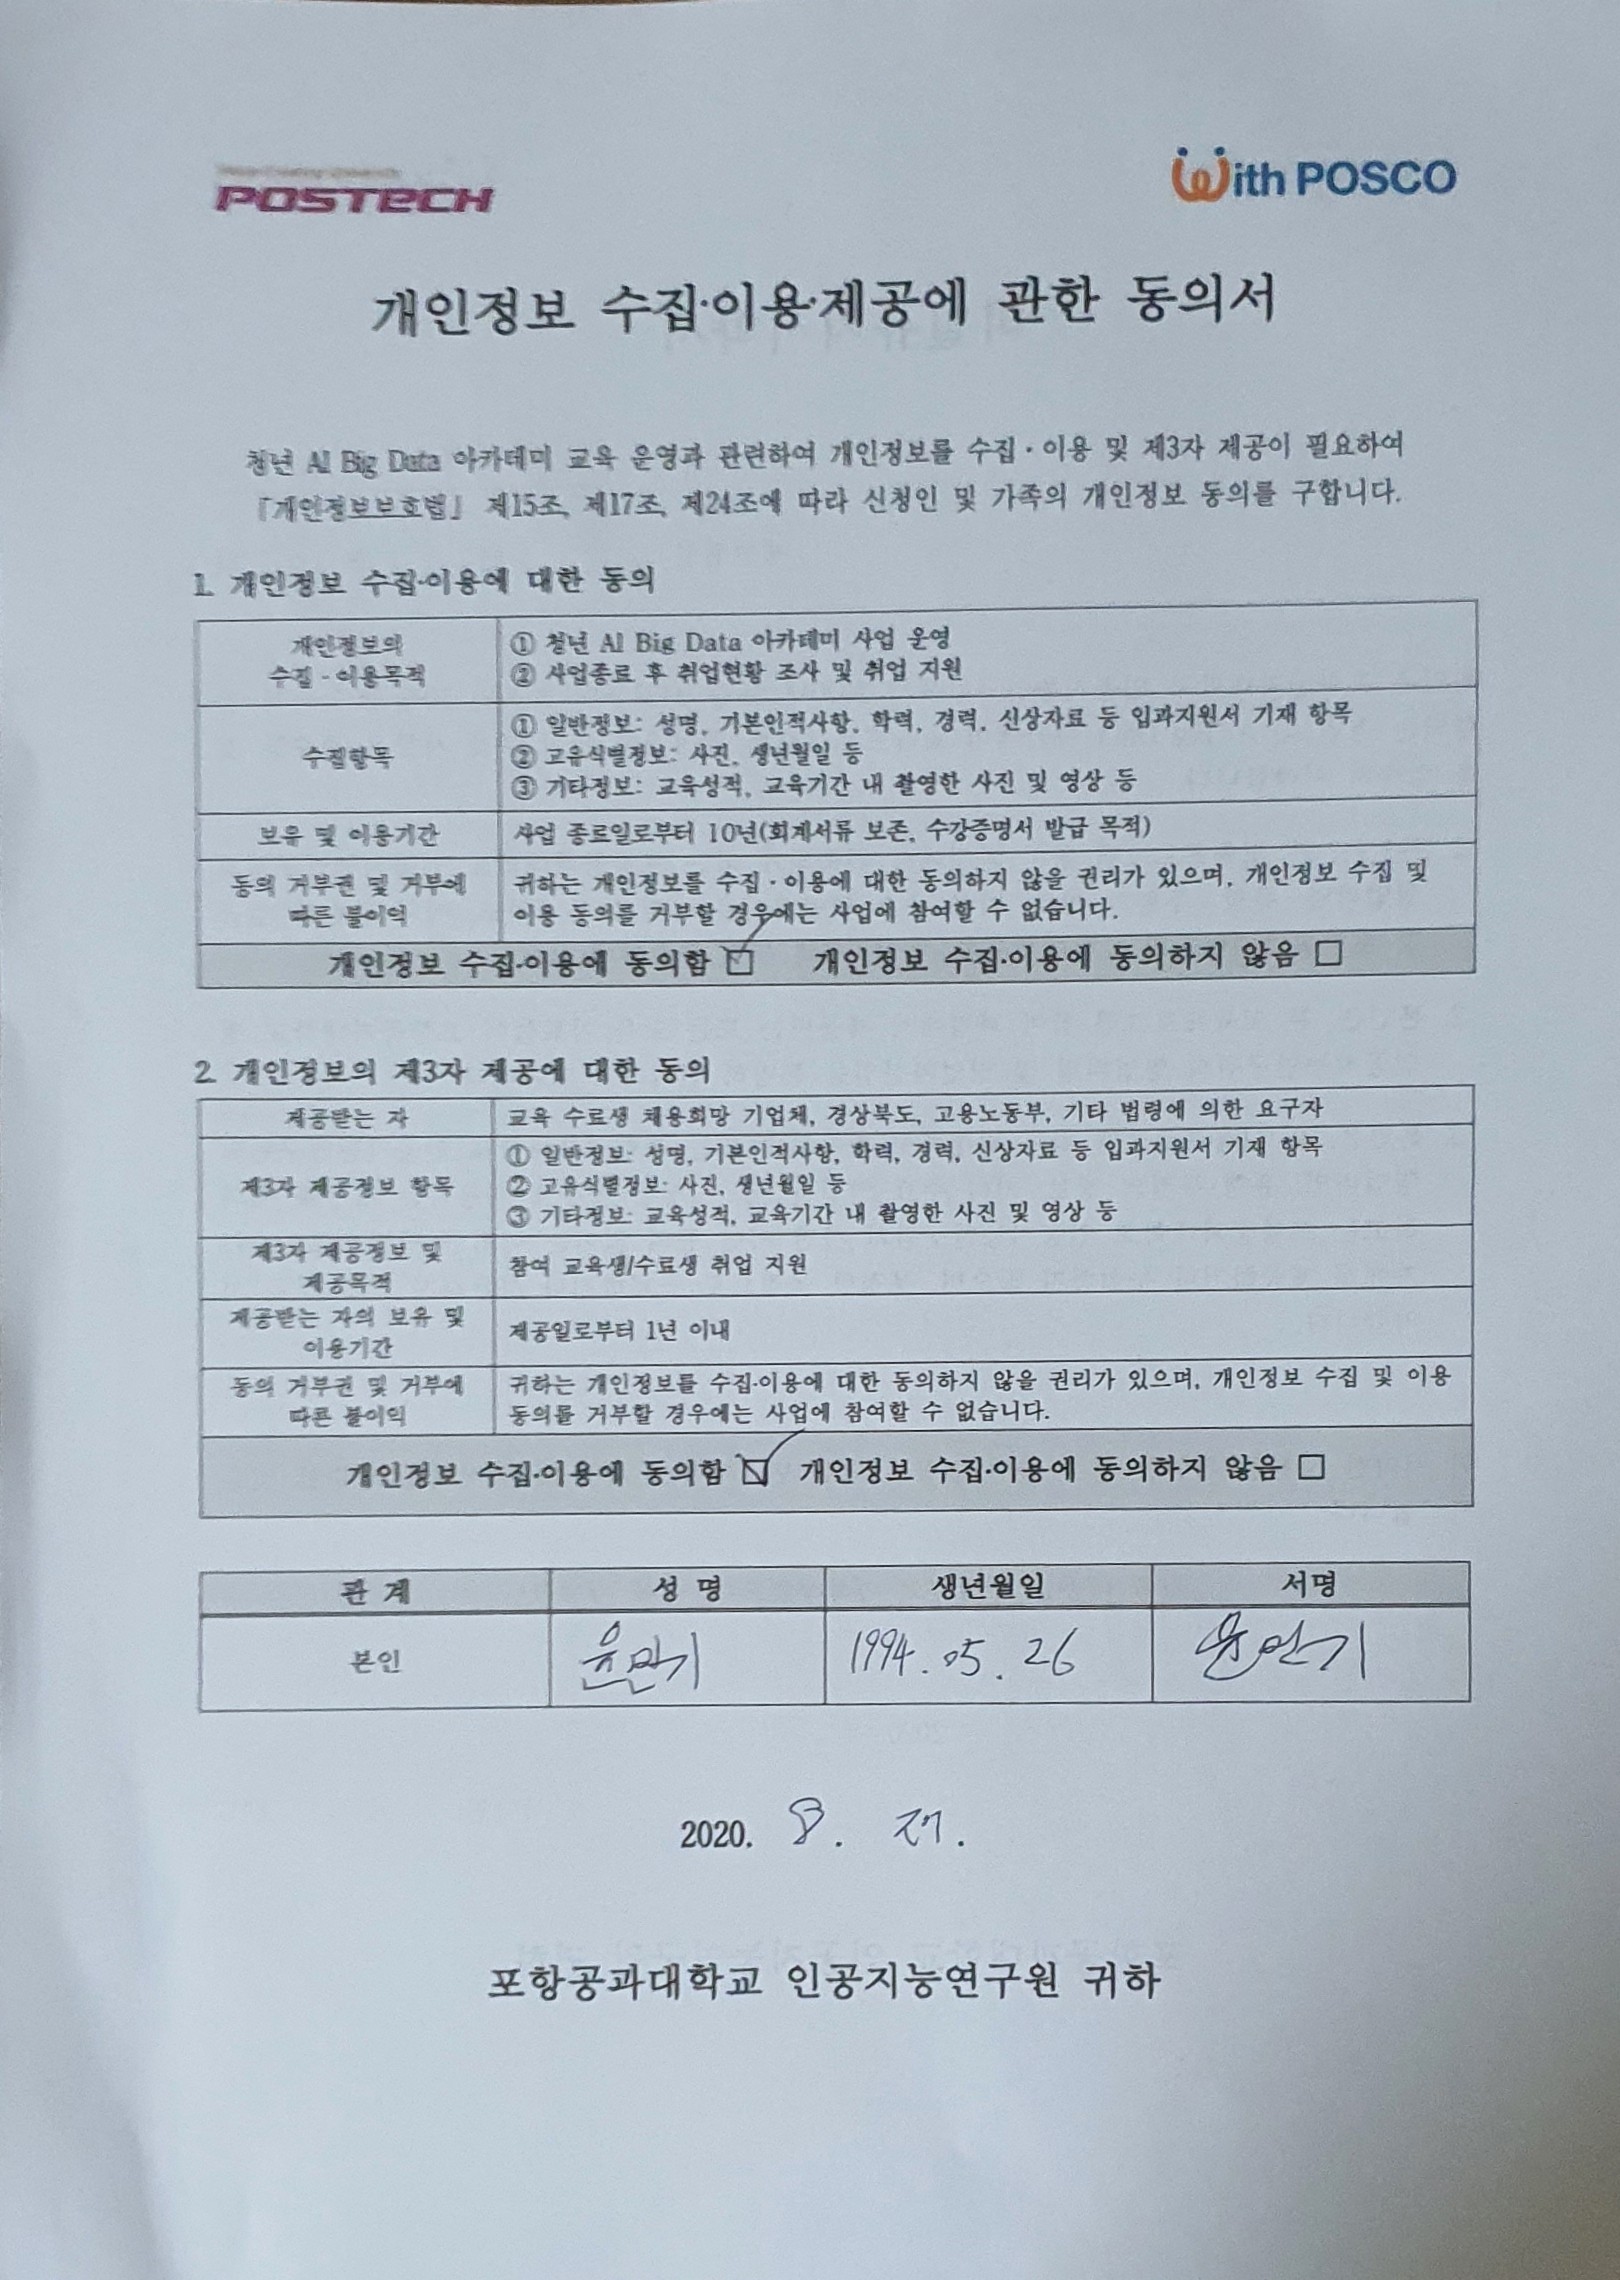 POSTECH
With POSCO
개인정보 수집·이용·제공에 관한 동의서
청년 AI Big Data 아카데미 교육 운영과 관련하여 개인정보를 수집·이용 및 제3자 제공이 필요하여
「개인정보보호법」 제15조, 제17조, 제24조에 따라 신청인 및 가족의 개인정보 동의를 구합니다.
1. 개인정보 수집·이용에 대한 동의
개인정보의
수집·이용목적
① 청년 AI Big Data 아카데미 사업 운영
② 사업종료 후 취업현황 조사 및 취업 지원
수집항목
① 일반정보: 성명, 기본인적사항, 학력, 경력, 신상자료 등 입과지원서 기재 항목
② 고유식별정보: 사진, 생년월일 등
③ 기타정보: 교육성적, 교육기간 내 촬영한 사진 및 영상 등
보유 및 이용기간
사업 종료일로부터 10년(회계서류 보존, 수강증명서 발급 목적)
동의 거부권 및 거부에
따른 불이익
귀하는 개인정보를 수집·이용에 대한 동의하지 않을 권리가 있으며, 개인정보 수집 및
이용 동의를 거부할 경우에는 사업에 참여할 수 없습니다.
개인정보 수집·이용에 동의함 ☑ 개인정보 수집·이용에 동의하지 않음 □
2. 개인정보의 제3자 제공에 대한 동의
제공받는 자
교육 수료생 채용희망 기업체, 경상북도, 고용노동부, 기타 법령에 의한 요구자
제3자 제공정보 항목
① 일반정보: 성명, 기본인적사항, 학력, 경력, 신상자료 등 입과지원서 기재 항목
② 고유식별정보: 사진, 생년월일 등
③ 기타정보: 교육성적, 교육기간 내 촬영한 사진 및 영상 등
제3자 제공정보 및
제공목적
참여 교육생/수료생 취업 지원
제공받는 자의 보유 및
이용기간
제공일로부터 1년 이내
동의 거부권 및 거부에
따른 불이익
귀하는 개인정보를 수집·이용에 대한 동의하지 않을 권리가 있으며, 개인정보 수집 및 이용
동의를 거부할 경우에는 사업에 참여할 수 없습니다.
개인정보 수집·이용에 동의함 ☑ 개인정보 수집·이용에 동의하지 않음 □
관 계 성 명 생년월일 서명
본인 윤민기 1994.05.26 윤민기
2020. 8. 27.
포항공과대학교 인공지능연구원 귀하